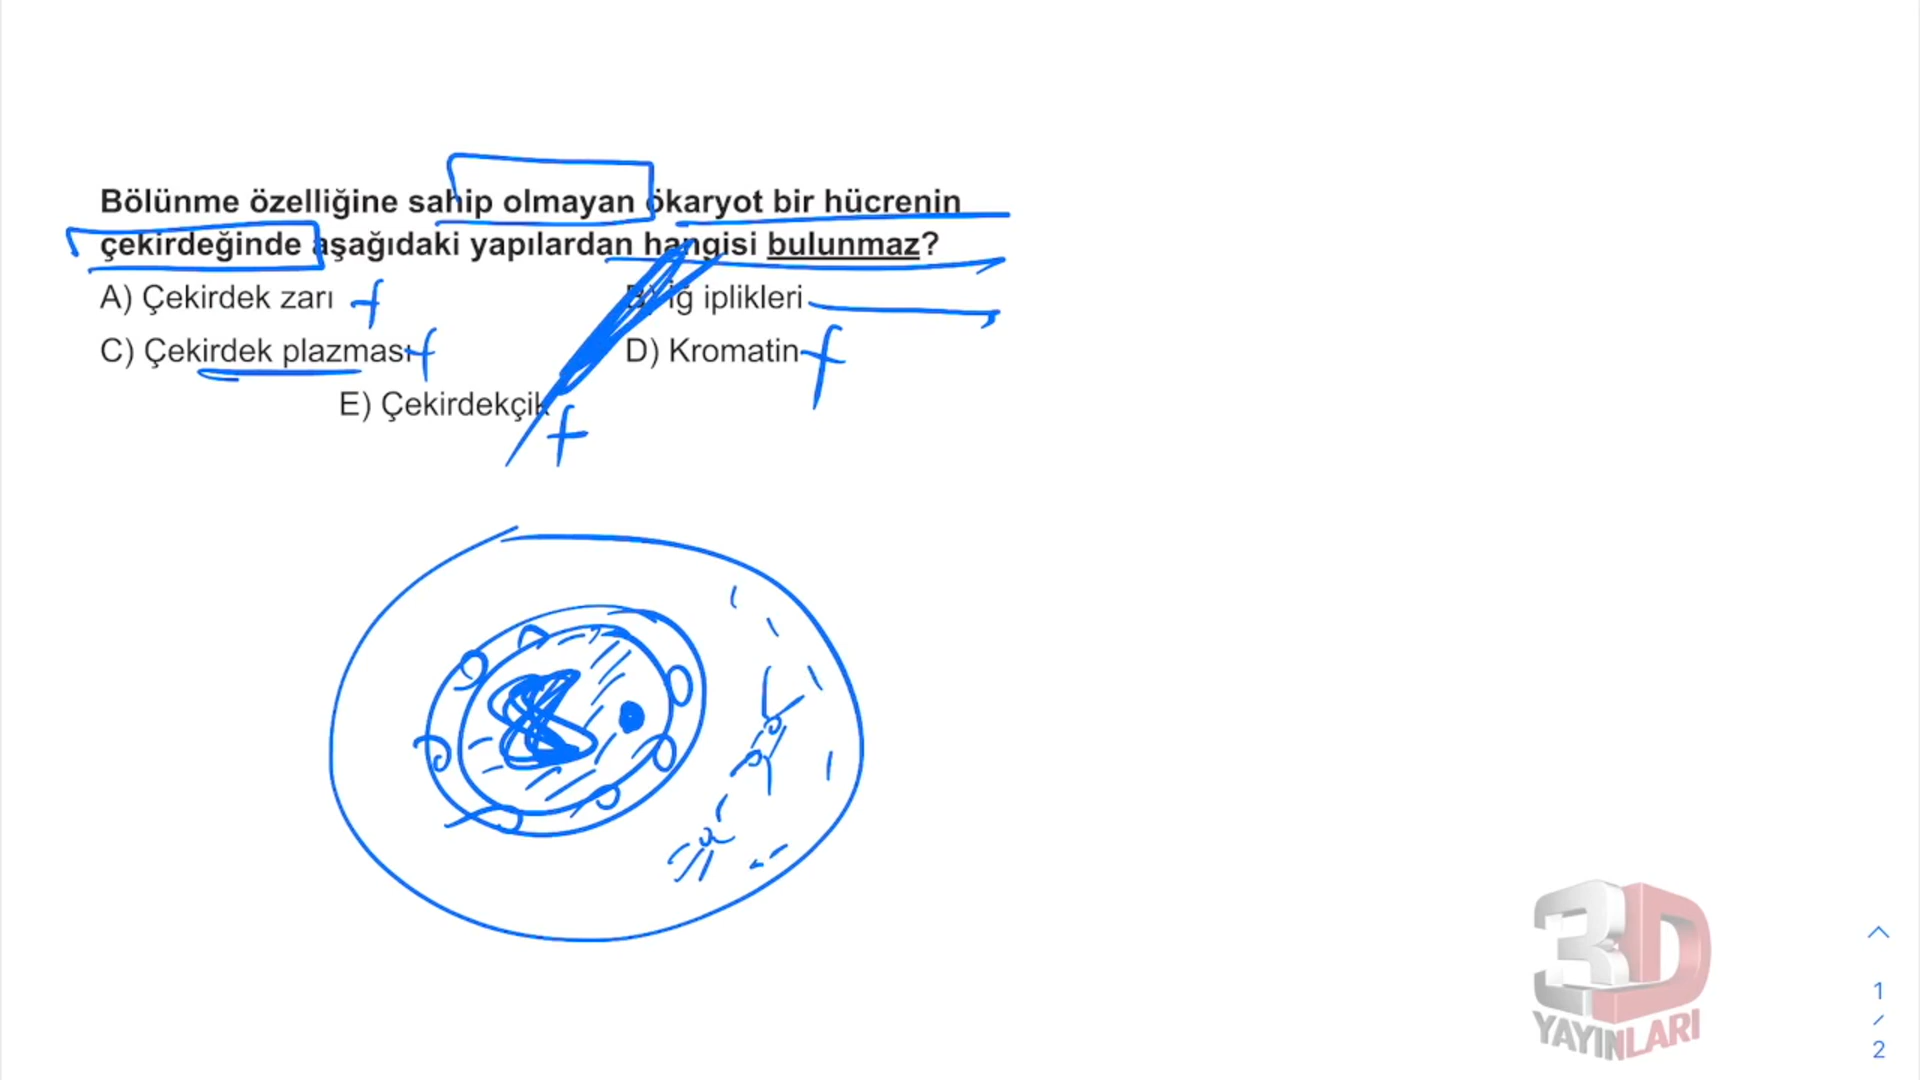 Bölünme özelliğine sahip olmayan ökaryot bir hücrenin
çekirdeğinde aşağıdaki yapılardan hangisi bulunmaz?
A) Çekirdek zarı
B) İğ iplikleri
C) Çekirdek plazması
D) Kromatin
E) Çekirdekçik
3D
YAYINLARI
1
/
2